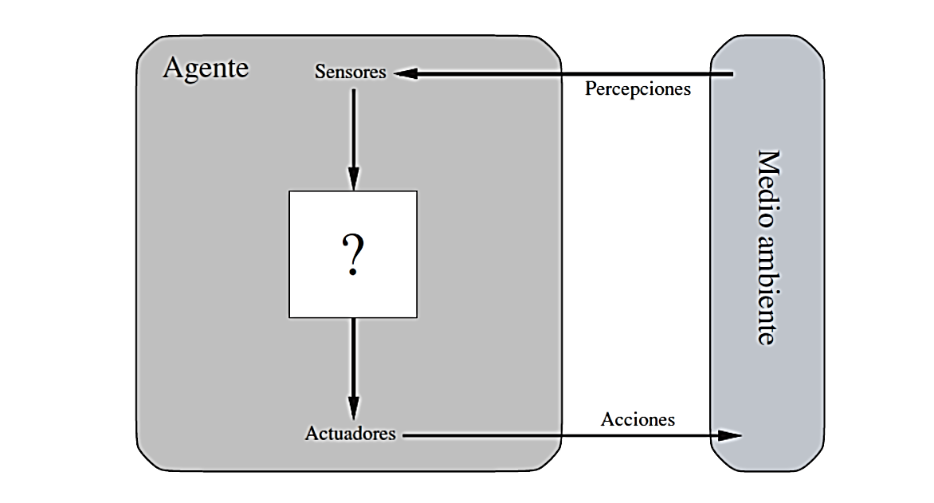 Agente
Sensores
Percepciones
Medio ambiente
?
Acciones
Actuadores